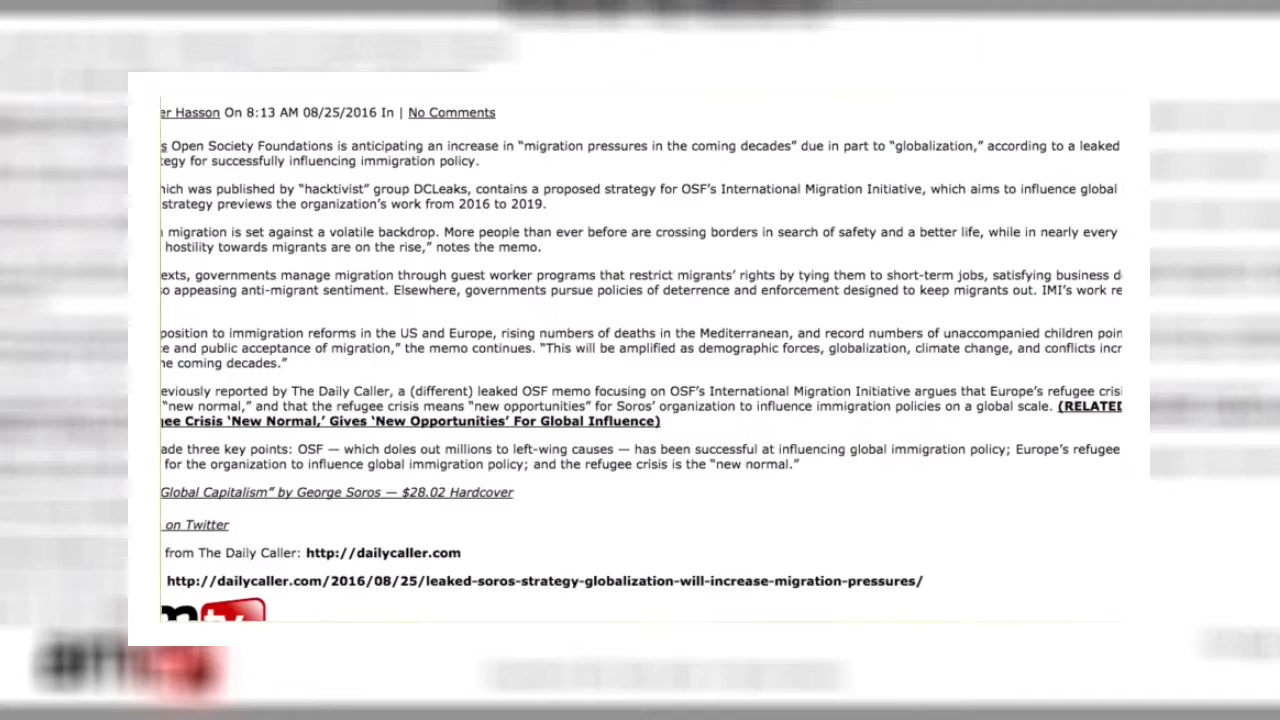 er Hasson On 8:13 AM 08/25/2016 In | No Comments
s Open Society Foundations is anticipating an increase in “migration pressures in the coming decades” due in part to “globalization,” according to a leaked
egy for successfully influencing immigration policy.
hich was published by “hacktivist” group DCLeaks, contains a proposed strategy for OSF’s International Migration Initiative, which aims to influence global
strategy previews the organization’s work from 2016 to 2019.
migration is set against a volatile backdrop. More people than ever before are crossing borders in search of safety and a better life, while in nearly every
hostility towards migrants are on the rise,” notes the memo.
exts, governments manage migration through guest worker programs that restrict migrants’ rights by tying them to short-term jobs, satisfying business d
o appeasing anti-migrant sentiment. Elsewhere, governments pursue policies of deterrence and enforcement designed to keep migrants out. IMI’s work re
position to immigration reforms in the US and Europe, rising numbers of deaths in the Mediterranean, and record numbers of unaccompanied children poin
e and public acceptance of migration,” the memo continues. “This will be amplified as demographic forces, globalization, climate change, and conflicts incr
he coming decades.”
eviously reported by The Daily Caller, a (different) leaked OSF memo focusing on OSF’s International Migration Initiative argues that Europe’s refugee crisi
“new normal,” and that the refugee crisis means “new opportunities” for Soros’ organization to influence immigration policies on a global scale. (RELATED
gee Crisis ‘New Normal,’ Gives ‘New Opportunities’ For Global Influence)
ade three key points: OSF — which doles out millions to left-wing causes — has been successful at influencing global immigration policy; Europe’s refugee
for the organization to influence global immigration policy; and the refugee crisis is the “new normal.”
Global Capitalism” by George Soros — $28.02 Hardcover
on Twitter
from The Daily Caller: http://dailycaller.com
http://dailycaller.com/2016/08/25/leaked-soros-strategy-globalization-will-increase-migration-pressures/